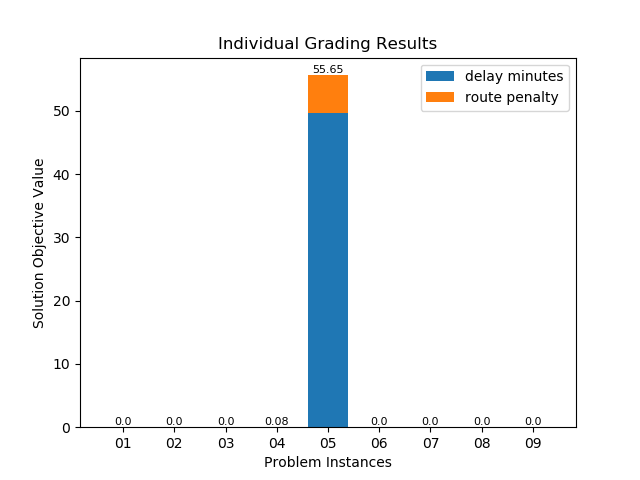 Individual Grading Results
55.65
delay minutes
route penalty
50
40
30
20
10
0
Solution Objective Value
0.0 0.0 0.0 0.08 0.0 0.0 0.0 0.0
01 02 03 04 05 06 07 08 09
Problem Instances